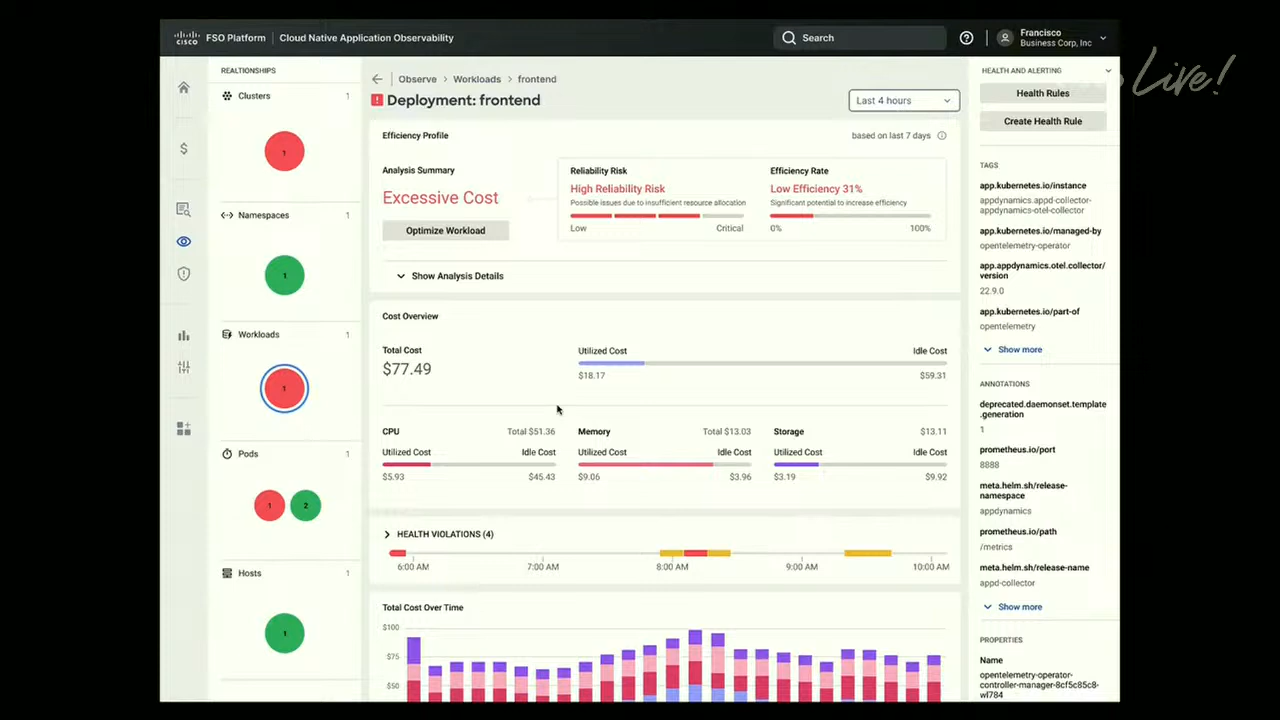 CISCO
FSO Platform
Cloud Native Application Observability
Search
Francisco
Business Corp, Inc
Live!
REALTIONSHIPS
Clusters 1
1
Namespaces 1
1
Workloads 1
1
Pods 1
1 2
Hosts 1
1
Observe > Workloads > frontend
Deployment: frontend
Last 4 hours
Efficiency Profile
based on last 7 days
Analysis Summary
Excessive Cost
Optimize Workload
Reliability Risk
High Reliability Risk
Possible issues due to insufficient resource allocation
Low Critical
Efficiency Rate
Low Efficiency 31%
Significant potential to increase efficiency
0% 100%
Show Analysis Details
Cost Overview
Total Cost
$77.49
Utilized Cost Idle Cost
$18.17 $59.31
CPU Total $51.36
Utilized Cost Idle Cost
$5.93 $45.43
Memory Total $13.03
Utilized Cost Idle Cost
$9.06 $3.96
Storage $13.11
Utilized Cost Idle Cost
$3.19 $9.92
HEALTH VIOLATIONS (4)
6:00 AM 7:00 AM 8:00 AM 9:00 AM 10:00 AM
Total Cost Over Time
$100
$75
$50
HEALTH AND ALERTING
Health Rules
Create Health Rule
TAGS
app.kubernetes.io/instance
appdynamics.appd-collector-
appdynamics-otel-collector
app.kubernetes.io/managed-by
opentelemetry-operator
app.appdynamics.otel.collector/
version
22.9.0
app.kubernetes.io/part-of
opentelemetry
Show more
ANNOTATIONS
deprecated.daemonset.template
.generation
1
prometheus.io/port
8888
meta.helm.sh/release-
namespace
appdynamics
prometheus.io/path
/metrics
meta.helm.sh/release-name
appd-collector
Show more
PROPERTIES
Name
opentelemetry-operator-
controller-manager-8cf5c85c8-
wl784